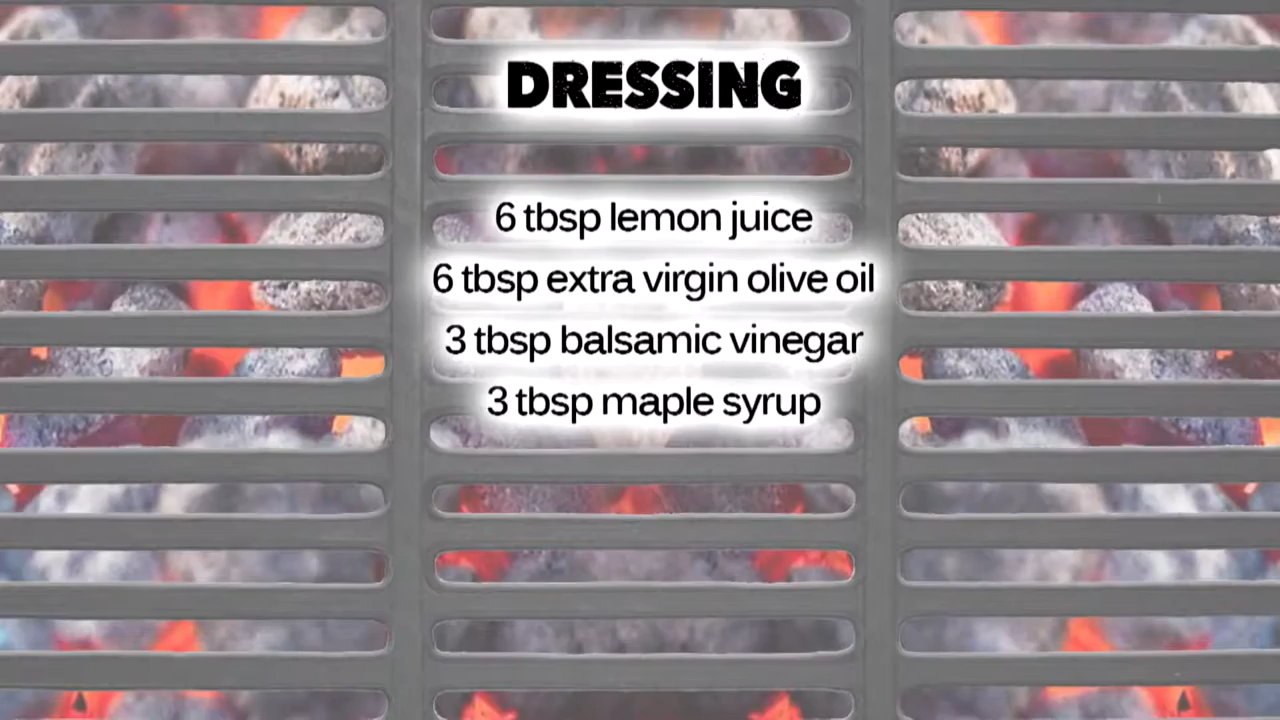 DRESSING
6 tbsp lemon juice
6 tbsp extra virgin olive oil
3 tbsp balsamic vinegar
3 tbsp maple syrup